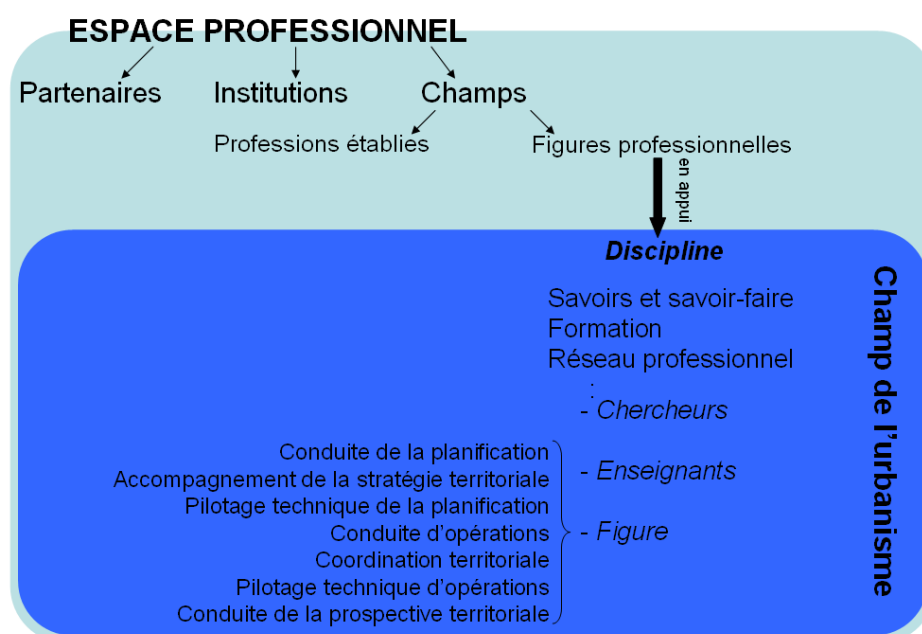 ESPACE PROFESSIONNEL
Partenaires
Institutions
Champs
Professions établies
Figures professionnelles
en appui
Discipline
Savoirs et savoir-faire
Formation
Réseau professionnel
:
- Chercheurs
- Enseignants
- Figure
Conduite de la planification
Accompagnement de la stratégie territoriale
Pilotage technique de la planification
Conduite d'opérations
Coordination territoriale
Pilotage technique d'opérations
Conduite de la prospective territoriale
Champ de l'urbanisme